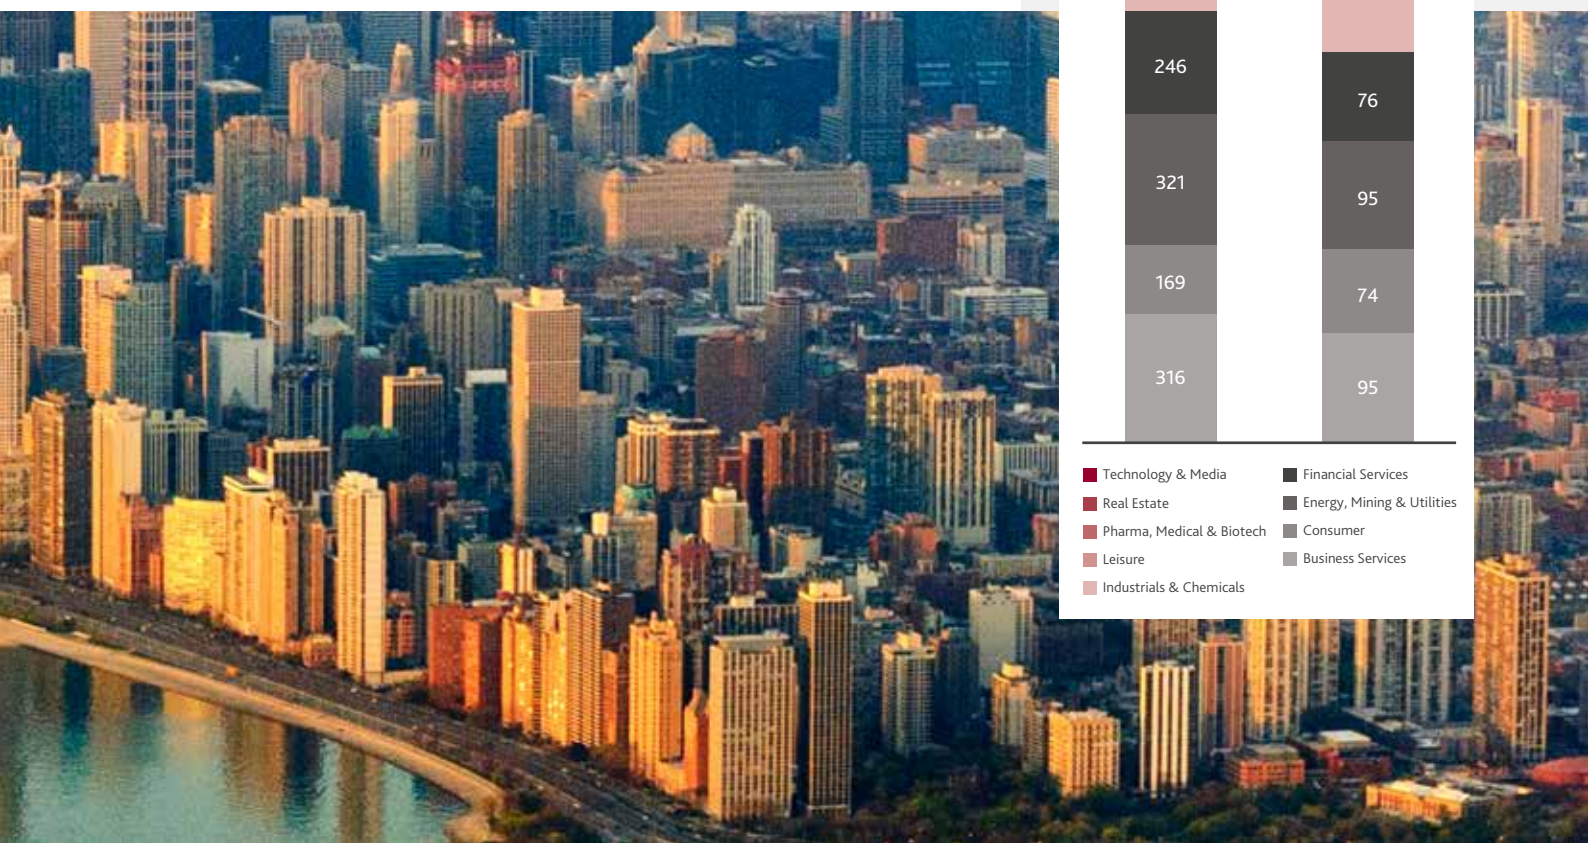 246
76
321
95
169
74
316
95
Technology & Media
Financial Services
Real Estate
Energy, Mining & Utilities
Pharma, Medical & Biotech
Consumer
Leisure
Business Services
Industrials & Chemicals